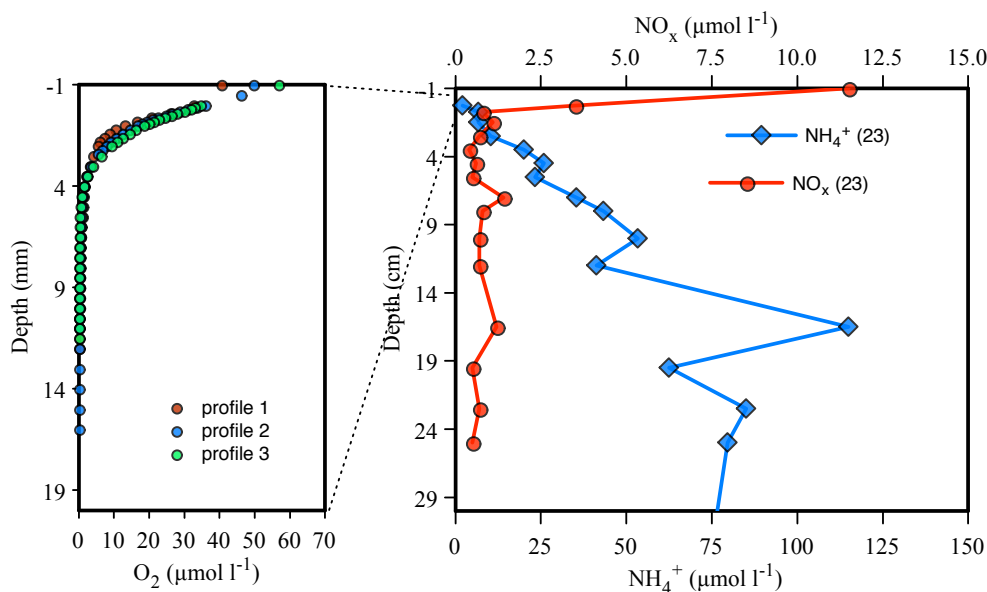 NOx (μmol l-1)
.0 2.5 5.0 7.5 10.0 12.5 15.0
-1
4
9
14
19
Depth (mm)
profile 1
profile 2
profile 3
0 10 20 30 40 50 60 70
O2 (μmol l-1)
1
4
9
14
19
24
29
Depth (cm)
NH4+ (23)
NOx (23)
0 25 50 75 100 125 150
NH4+ (μmol l-1)